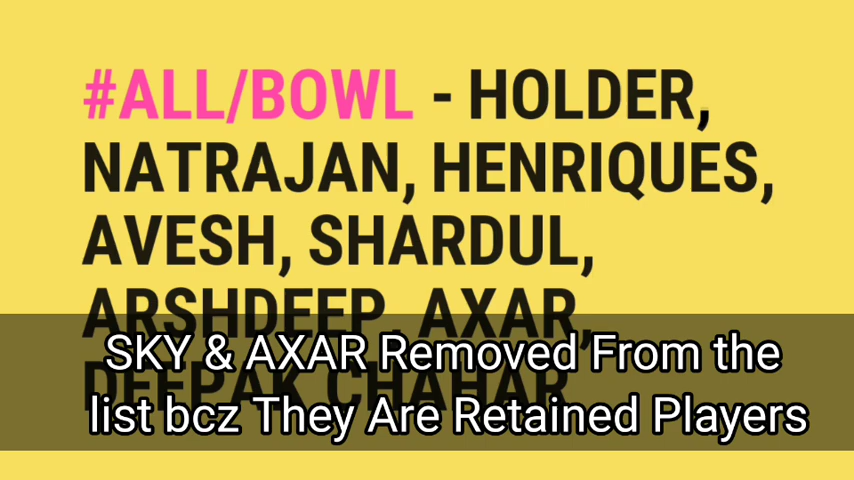 #ALL/BOWL - HOLDER,
NATRAJAN, HENRIQUES,
AVESH, SHARDUL,
ARSHDEEP, AXAR,
DEEPAK CHAHAR
SKY & AXAR Removed From the
list bcz They Are Retained Players